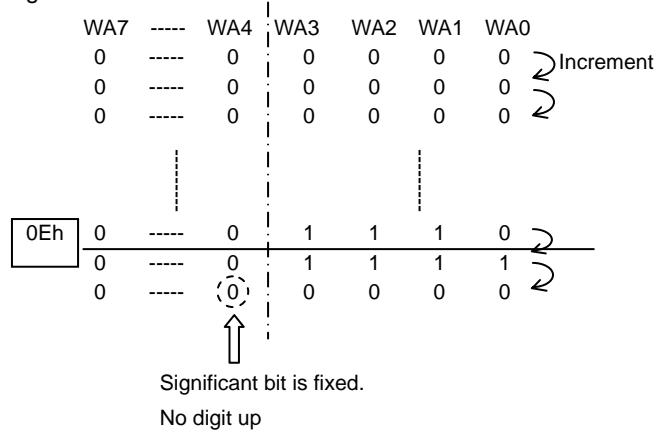 WA7 ----- WA4 WA3 WA2 WA1 WA0
0 ----- 0 0 0 0 0 Increment
0 ----- 0 0 0 0 0
0 ----- 0 0 0 0 0
0Eh 0 ----- 0 1 1 1 0
0 ----- 0 1 1 1 1
0 ----- 0 0 0 0 0
Significant bit is fixed.
No digit up